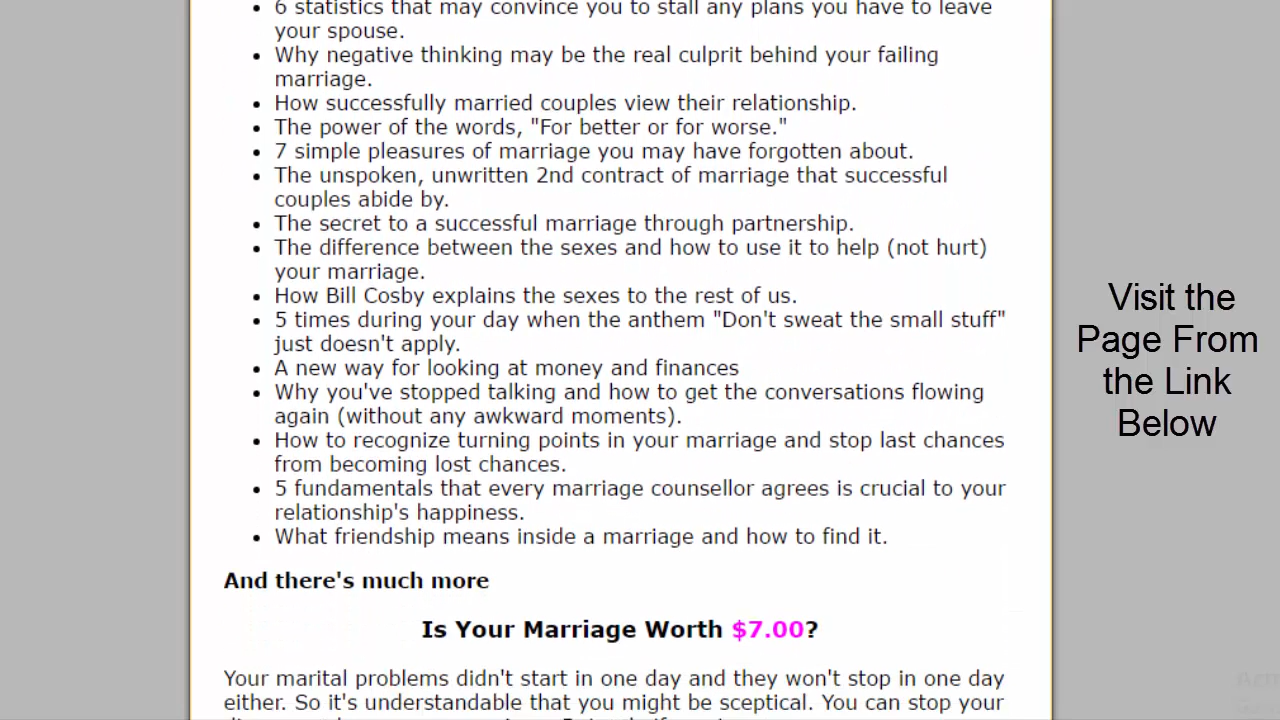 6 statistics that may convince you to stall any plans you have to leave
your spouse.
Why negative thinking may be the real culprit behind your failing
marriage.
How successfully married couples view their relationship.
The power of the words, "For better or for worse."
7 simple pleasures of marriage you may have forgotten about.
The unspoken, unwritten 2nd contract of marriage that successful
couples abide by.
The secret to a successful marriage through partnership.
The difference between the sexes and how to use it to help (not hurt)
your marriage.
How Bill Cosby explains the sexes to the rest of us.
5 times during your day when the anthem "Don't sweat the small stuff"
just doesn't apply.
A new way for looking at money and finances
Why you've stopped talking and how to get the conversations flowing
again (without any awkward moments).
How to recognize turning points in your marriage and stop last chances
from becoming lost chances.
5 fundamentals that every marriage counsellor agrees is crucial to your
relationship's happiness.
What friendship means inside a marriage and how to find it.
And there's much more
Is Your Marriage Worth $7.00?
Your marital problems didn't start in one day and they won't stop in one day
either. So it's understandable that you might be sceptical. You can stop your
Visit the
Page From
the Link
Below